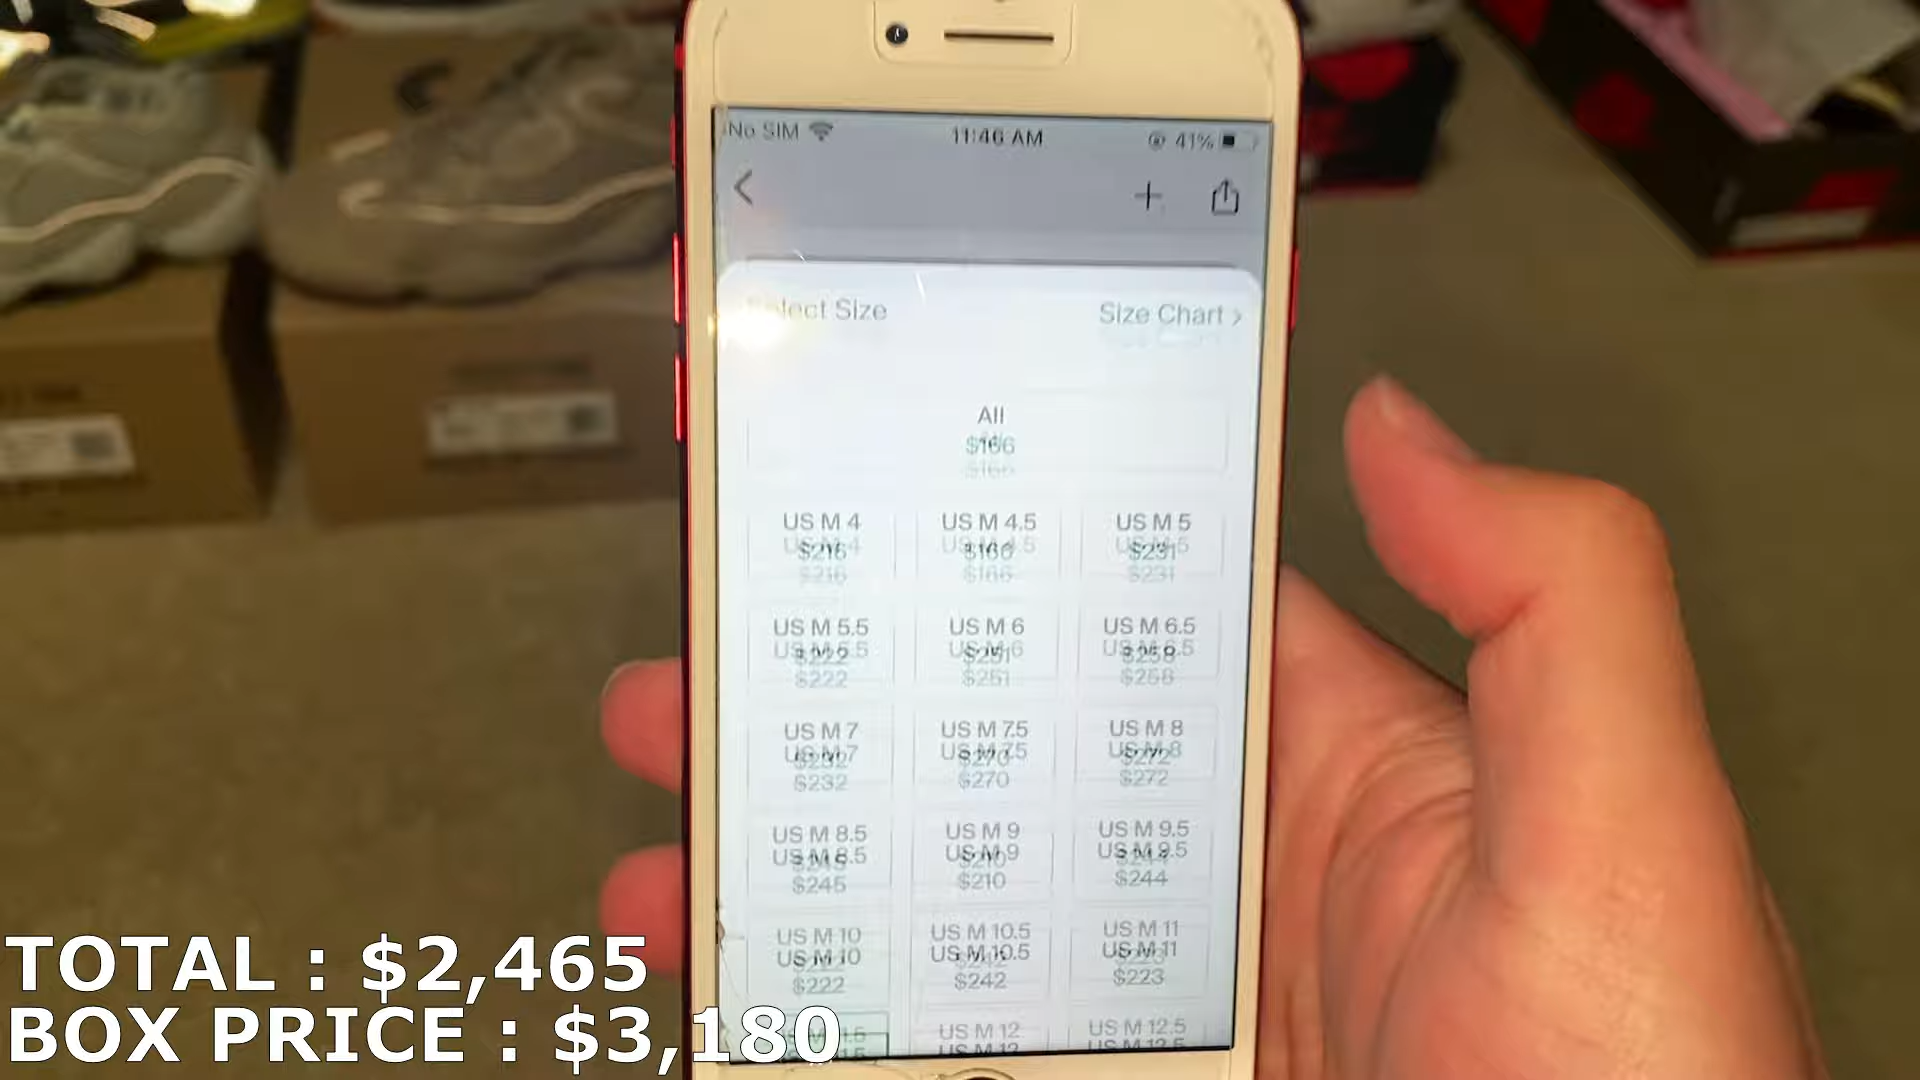 No SIM 11:46 AM 41%
Select Size Size Chart >
All
$166
US M 4 US M 4.5 US M 5
$216 $166 $231
US M 5.5 US M 6 US M 6.5
$222 $251 $258
US M 7 US M 7.5 US M 8
$232 $270 $272
US M 8.5 US M 9 US M 9.5
$245 $210 $244
US M 10 US M 10.5 US M 11
$222 $242 $223
US M 12 US M 12.5
TOTAL : $2,465
BOX PRICE : $3,180